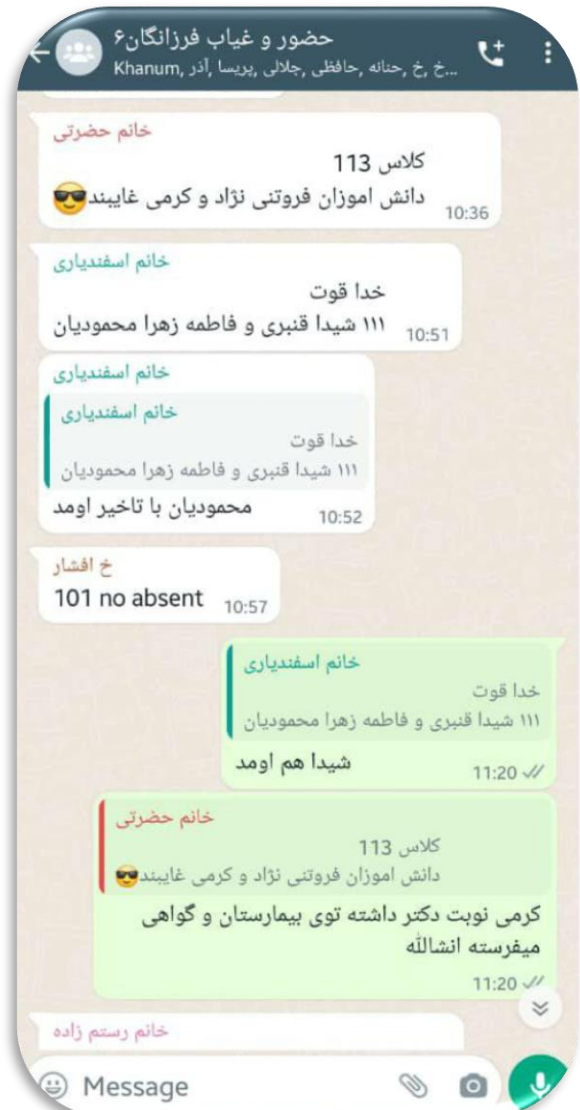 حضور و غیاب فرزانگان۶
خ خ, حنانه, حافظی, جلالی, پریسا, آذر, Khanum...
خانم حضرتی
کلاس 113
دانش اموزان فروتنی نژاد و کرمی غایبند😎
10:36
خانم اسفندیاری
خدا قوت
۱۱۱ شیدا قنبری و فاطمه زهرا محمودیان
10:51
خانم اسفندیاری
خانم اسفندیاری
خدا قوت
۱۱۱ شیدا قنبری و فاطمه زهرا محمودیان
محمودیان با تاخیر اومد
10:52
خ افشار
101 no absent
10:57
خانم اسفندیاری
خدا قوت
۱۱۱ شیدا قنبری و فاطمه زهرا محمودیان
شیدا هم اومد
11:20
خانم حضرتی
کلاس 113
دانش اموزان فروتنی نژاد و کرمی غایبند😎
کرمی نوبت دکتر داشته توی بیمارستان و گواهی
میفرسته انشالله
11:20
خانم رستم زاده
Message